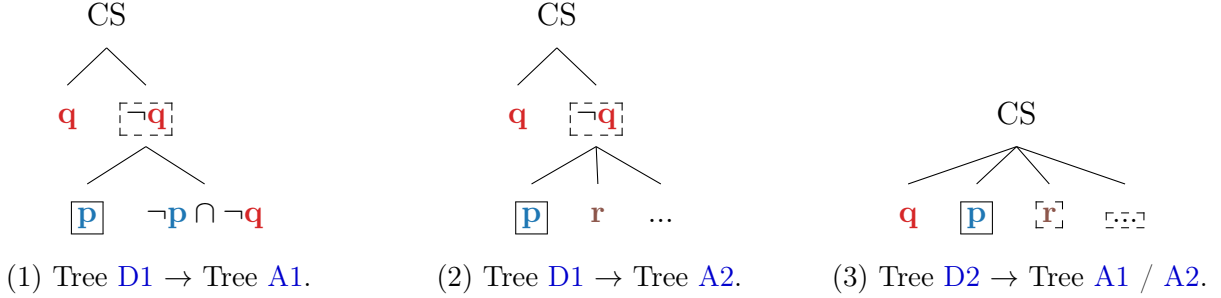 CS
q ¬q
p ¬p ∩ ¬q
(1) Tree D1 → Tree A1.
CS
q ¬q
p r ...
(2) Tree D1 → Tree A2.
CS
q p r ...
(3) Tree D2 → Tree A1 / A2.